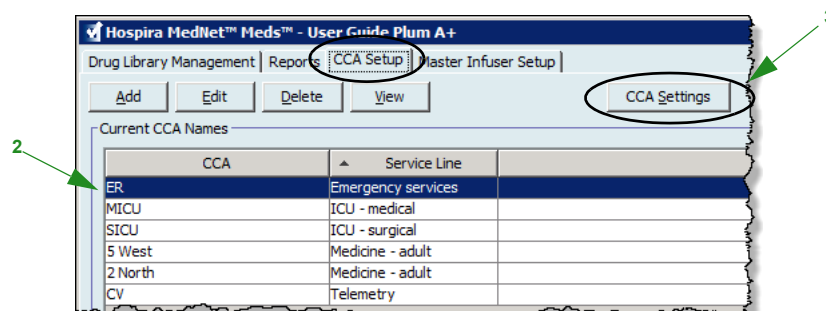 Hospira MedNet™ Meds™ - User Guide Plum A+
Drug Library Management Reports CCA Setup Master Infuser Setup
Add Edit Delete View CCA Settings
Current CCA Names
2
CCA Service Line
ER Emergency services
MICU ICU - medical
SICU ICU - surgical
5 West Medicine - adult
2 North Medicine - adult
CV Telemetry